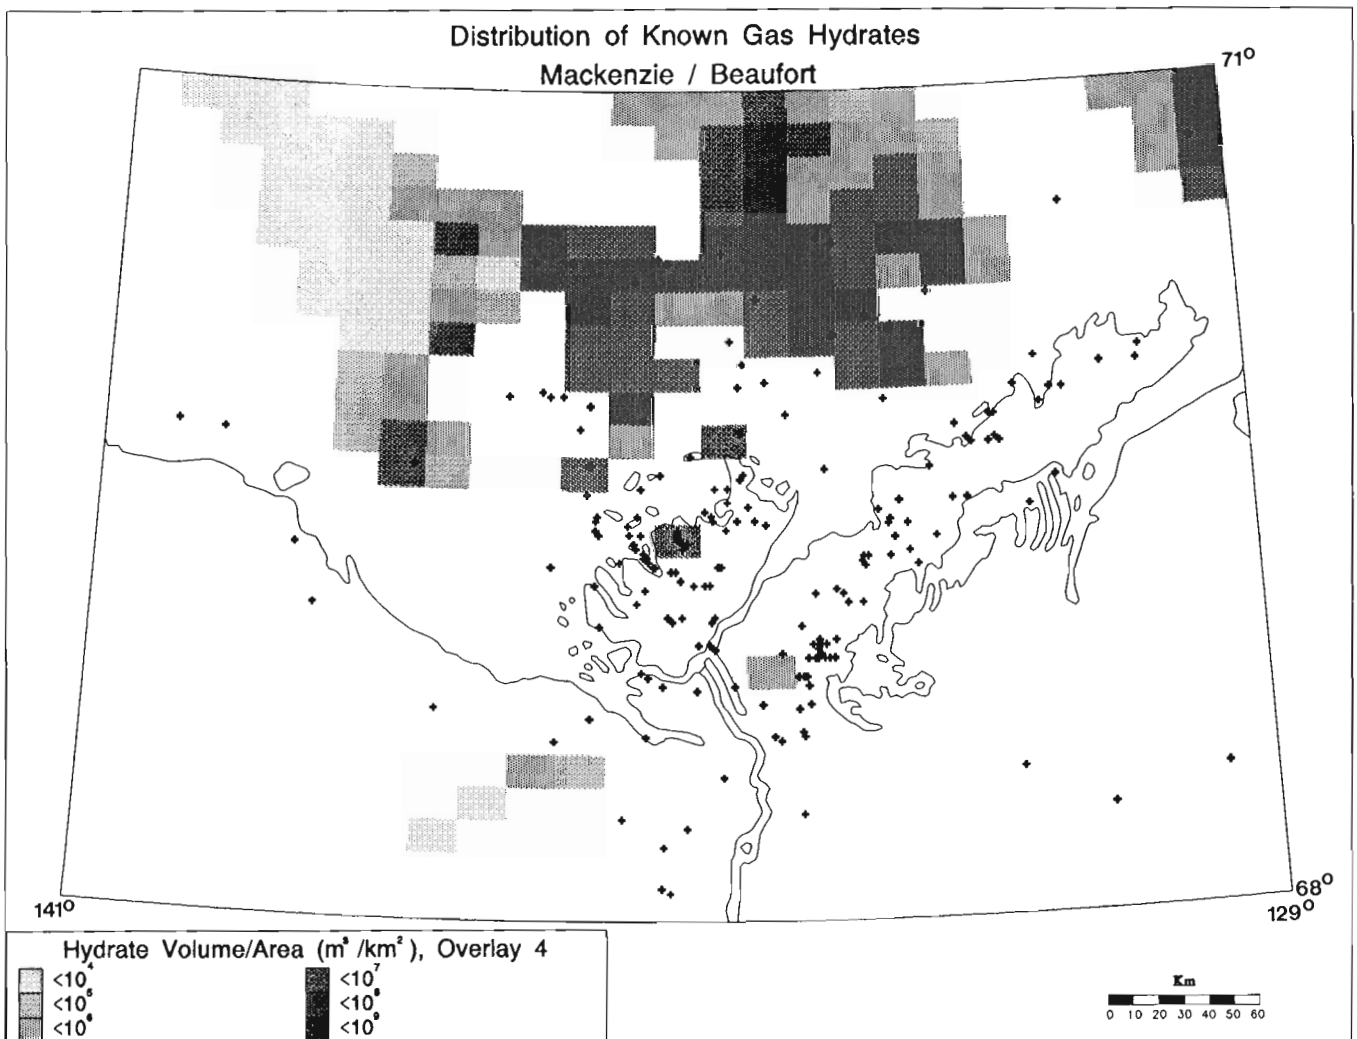 Distribution of Known Gas Hydrates
Mackenzie / Beaufort
71°
68°
141°
129°
Hydrate Volume/Area (m³/km²), Overlay 4
<10⁴
<10⁵
<10⁶
<10⁷
<10⁸
<10⁹
Km
0 10 20 30 40 50 60